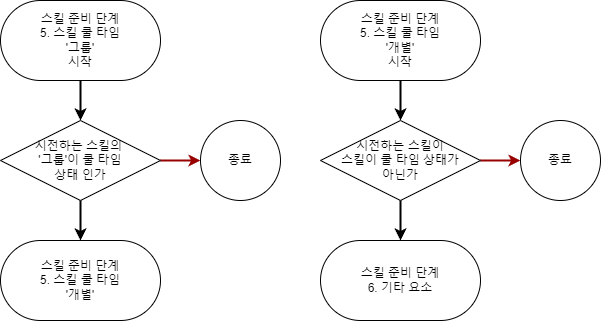 스킬 준비 단계
5. 스킬 쿨 타임
'그룹'
시작
시전하는 스킬의
'그룹'이 쿨 타임
상태 인가
종료
스킬 준비 단계
5. 스킬 쿨 타임
'개별'
스킬 준비 단계
5. 스킬 쿨 타임
'개별'
시작
시전하는 스킬이
스킬이 쿨 타임 상태가
아닌가
종료
스킬 준비 단계
6. 기타 요소